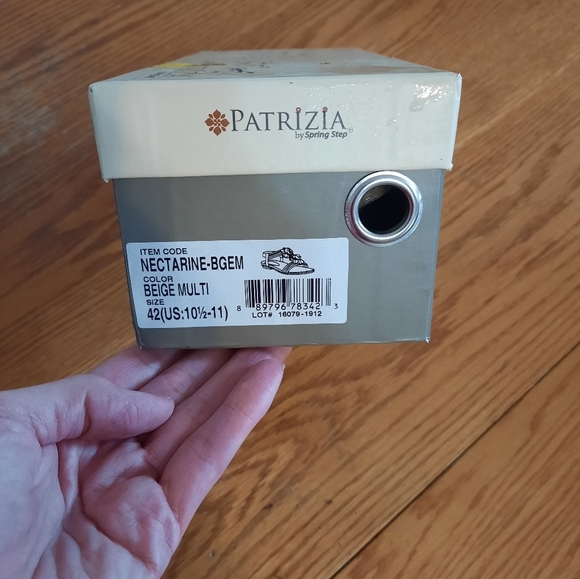 PATRIZIA
by Spring Step®
ITEM CODE
NECTARINE-BGEM
COLOR
BEIGE MULTI
SIZE
42(US:10½-11)
8 89796 78342 3
LOT# 16079-1912